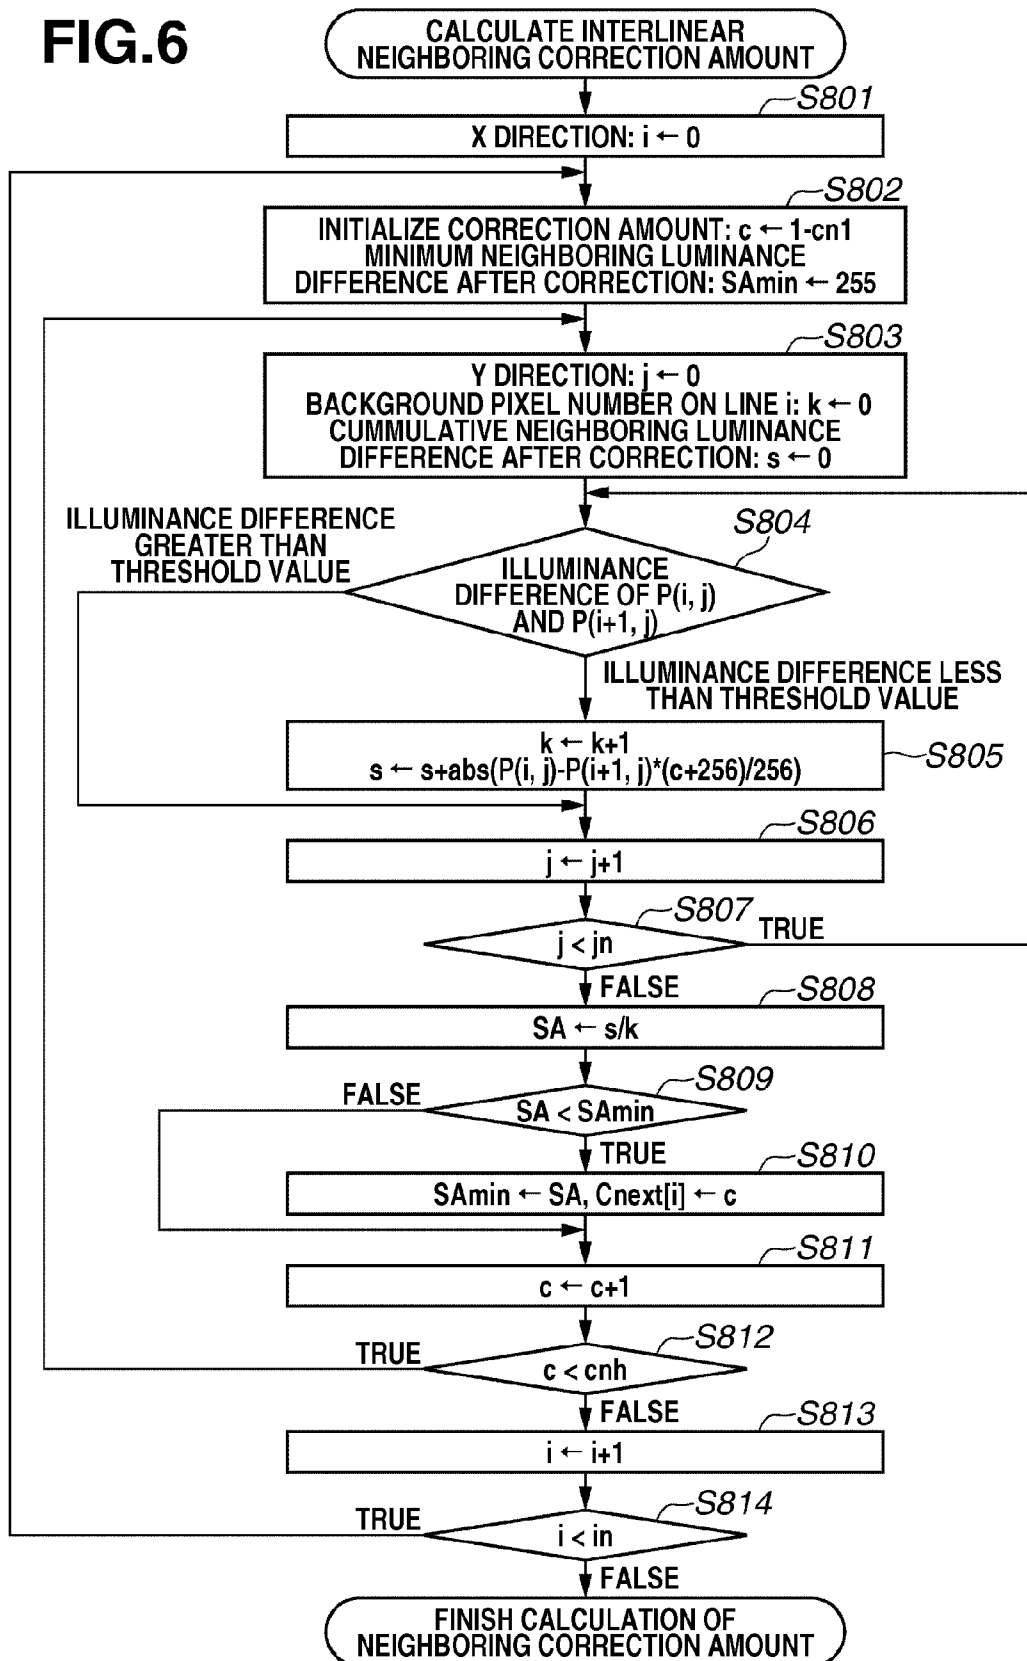 FIG.6
CALCULATE INTERLINEAR
NEIGHBORING CORRECTION AMOUNT
S801
X DIRECTION: i ← 0
S802
INITIALIZE CORRECTION AMOUNT: c ← 1-cn1
MINIMUM NEIGHBORING LUMINANCE
DIFFERENCE AFTER CORRECTION: SAmin ← 255
S803
Y DIRECTION: j ← 0
BACKGROUND PIXEL NUMBER ON LINE i: k ← 0
CUMMULATIVE NEIGHBORING LUMINANCE
DIFFERENCE AFTER CORRECTION: s ← 0
ILLUMINANCE DIFFERENCE
GREATER THAN
THRESHOLD VALUE
S804
ILLUMINANCE
DIFFERENCE OF P(i, j)
AND P(i+1, j)
ILLUMINANCE DIFFERENCE LESS
THAN THRESHOLD VALUE
k ← k+1
s ← s+abs(P(i, j)-P(i+1, j)*(c+256)/256)
S805
S806
j ← j+1
S807
j < jn
TRUE
FALSE
S808
SA ← s/k
S809
FALSE
SA < SAmin
TRUE
S810
SAmin ← SA, Cnext[i] ← c
S811
c ← c+1
S812
TRUE
c < cnh
FALSE
S813
i ← i+1
S814
TRUE
i < in
FALSE
FINISH CALCULATION OF
NEIGHBORING CORRECTION AMOUNT